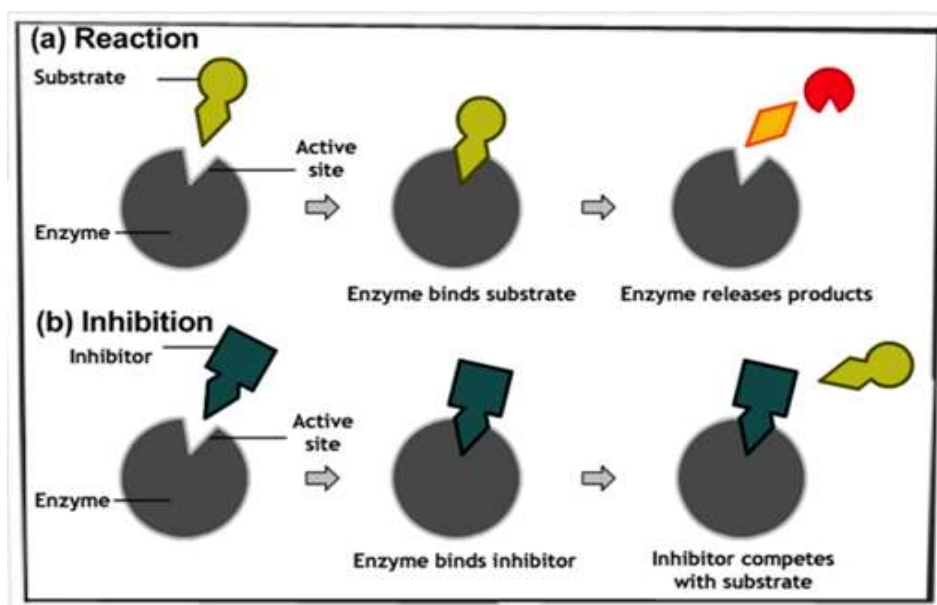 (a) Reaction
Substrate
Active
site
Enzyme
Enzyme binds substrate
Enzyme releases products
(b) Inhibition
Inhibitor
Active
site
Enzyme
Enzyme binds inhibitor
Inhibitor competes
with substrate